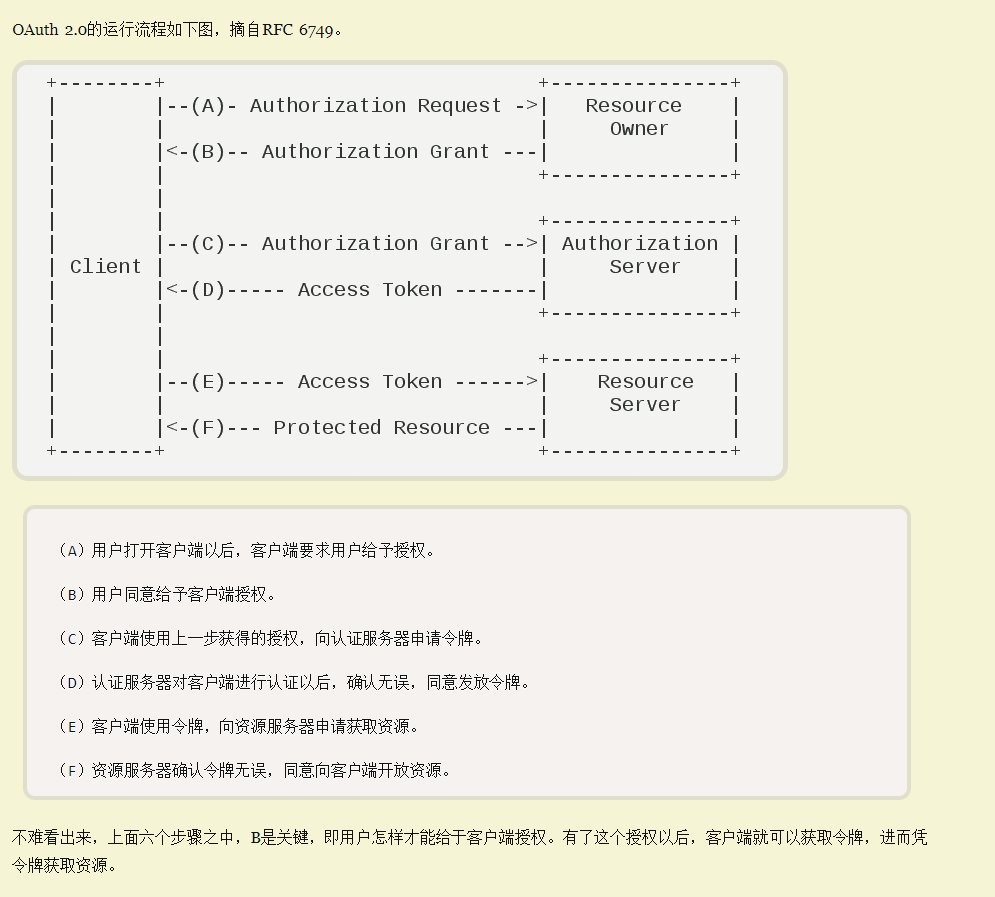 OAuth 2.0的运行流程如下图，摘自RFC 6749。
+--------+                               +---------------+
|        |--(A)- Authorization Request ->|   Resource    |
|        |                               |     Owner     |
|        |<-(B)-- Authorization Grant ---|               |
|        |                               +---------------+
|        |
|        |                               +---------------+
|        |--(C)-- Authorization Grant -->| Authorization |
| Client |                               |     Server    |
|        |<-(D)----- Access Token -------|               |
|        |                               +---------------+
|        |
|        |                               +---------------+
|        |--(E)----- Access Token ------>|    Resource   |
|        |                               |     Server    |
|        |<-(F)--- Protected Resource ---|               |
+--------+                               +---------------+
（A）用户打开客户端以后，客户端要求用户给予授权。
（B）用户同意给予客户端授权。
（C）客户端使用上一步获得的授权，向认证服务器申请令牌。
（D）认证服务器对客户端进行认证以后，确认无误，同意发放令牌。
（E）客户端使用令牌，向资源服务器申请获取资源。
（F）资源服务器确认令牌无误，同意向客户端开放资源。
不难看出来，上面六个步骤之中，B是关键，即用户怎样才能给于客户端授权。有了这个授权以后，客户端就可以获取令牌，进而凭
令牌获取资源。